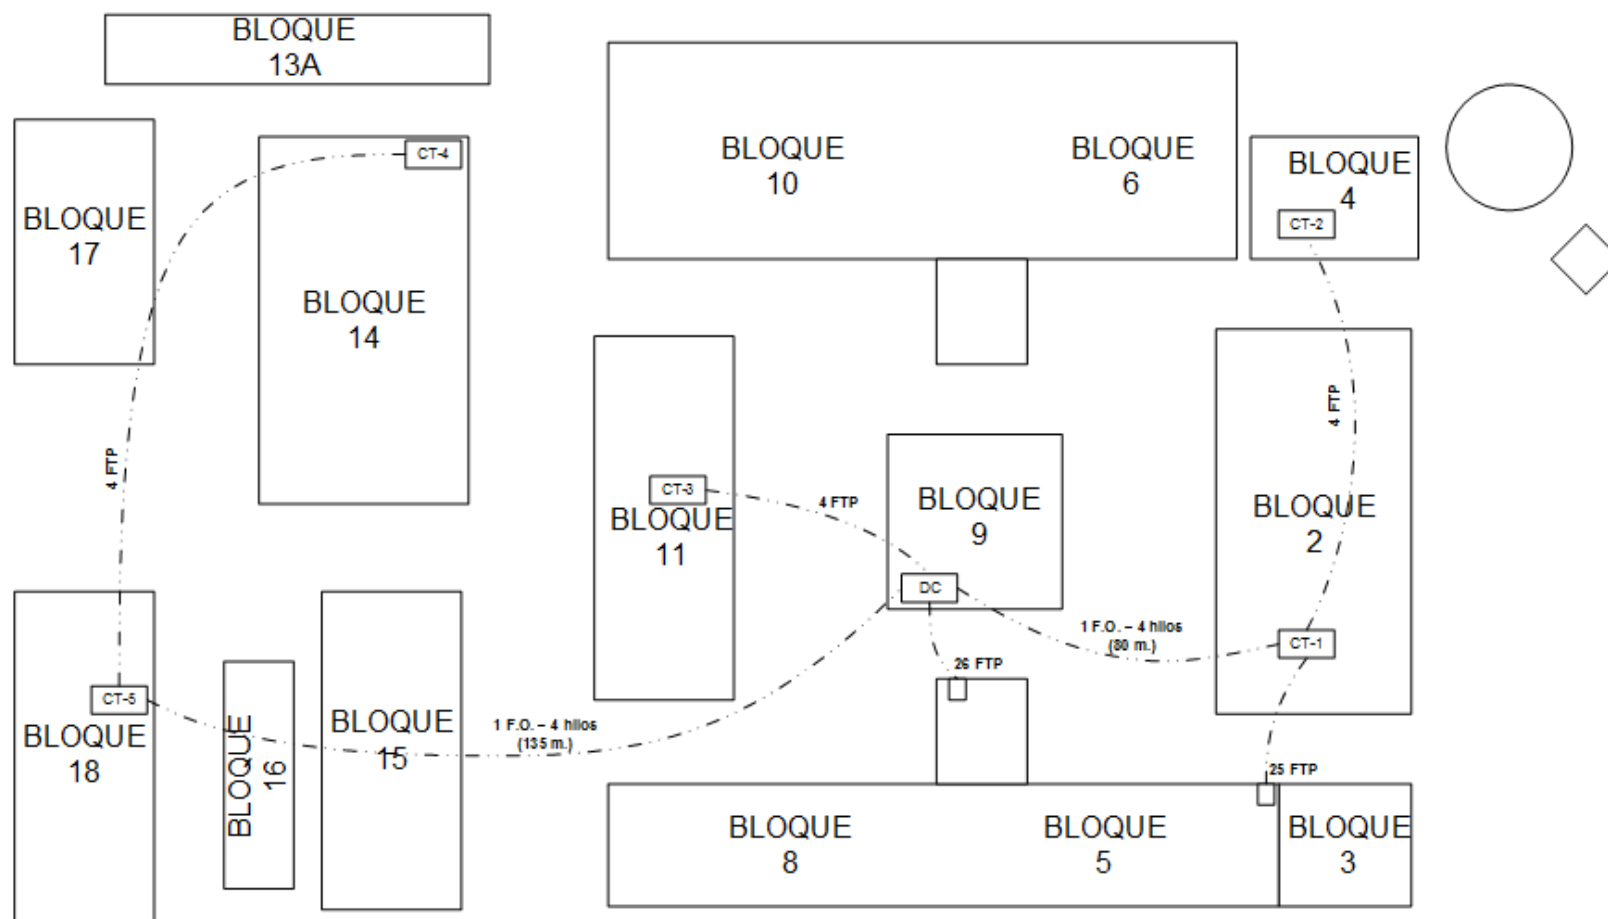 BLOQUE
13A
BLOQUE
17
CT-4
BLOQUE
14
4 FTP
BLOQUE
10
BLOQUE
6
BLOQUE
4
CT-2
4 FTP
CT-3
BLOQUE
11
4 FTP
BLOQUE
9
DC
BLOQUE
2
1 F.O. – 4 hilos
(80 m.)
CT-1
26 FTP
25 FTP
CT-5
BLOQUE
18
BLOQUE
16
BLOQUE
15
1 F.O. – 4 hilos
(135 m.)
BLOQUE
8
BLOQUE
5
BLOQUE
3